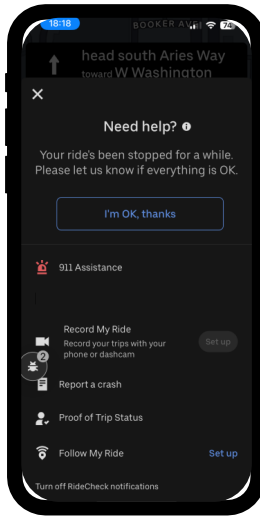 18:18
BOOKER AVE
74
head south Aries Way
toward W Washington
Need help?
Your ride's been stopped for a while.
Please let us know if everything is OK.
I'm OK, thanks
911 Assistance
Record My Ride
Record your trips with your
phone or dashcam
Set up
2
Report a crash
Proof of Trip Status
Follow My Ride
Set up
Turn off RideCheck notifications